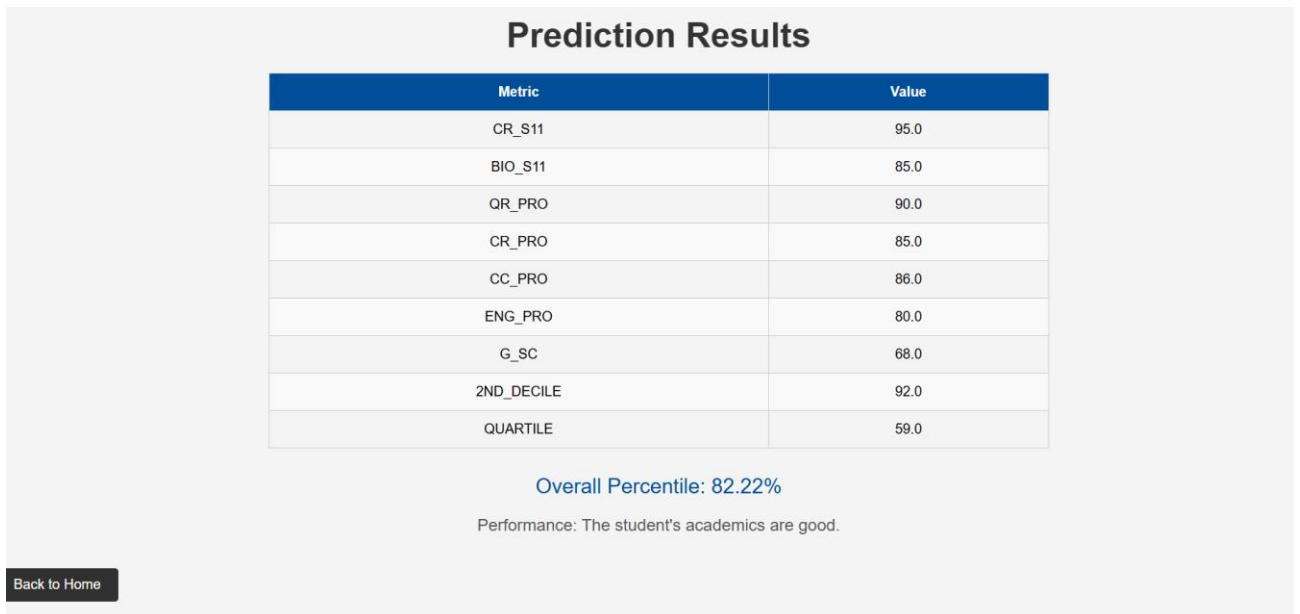 Prediction Results
Metric Value
CR_S11 95.0
BIO_S11 85.0
QR_PRO 90.0
CR_PRO 85.0
CC_PRO 86.0
ENG_PRO 80.0
G_SC 68.0
2ND_DECILE 92.0
QUARTILE 59.0
Overall Percentile: 82.22%
Performance: The student's academics are good.
Back to Home